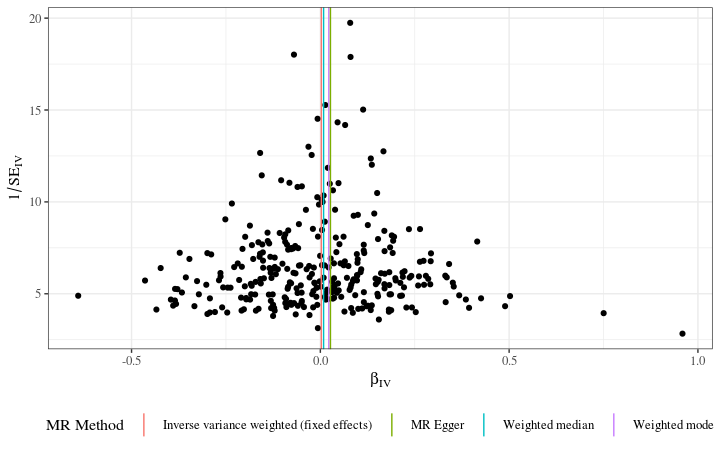 20
15
10
5
1/SE_IV
-0.5 0.0 0.5 1.0
β_IV
MR Method Inverse variance weighted (fixed effects) MR Egger Weighted median Weighted mode